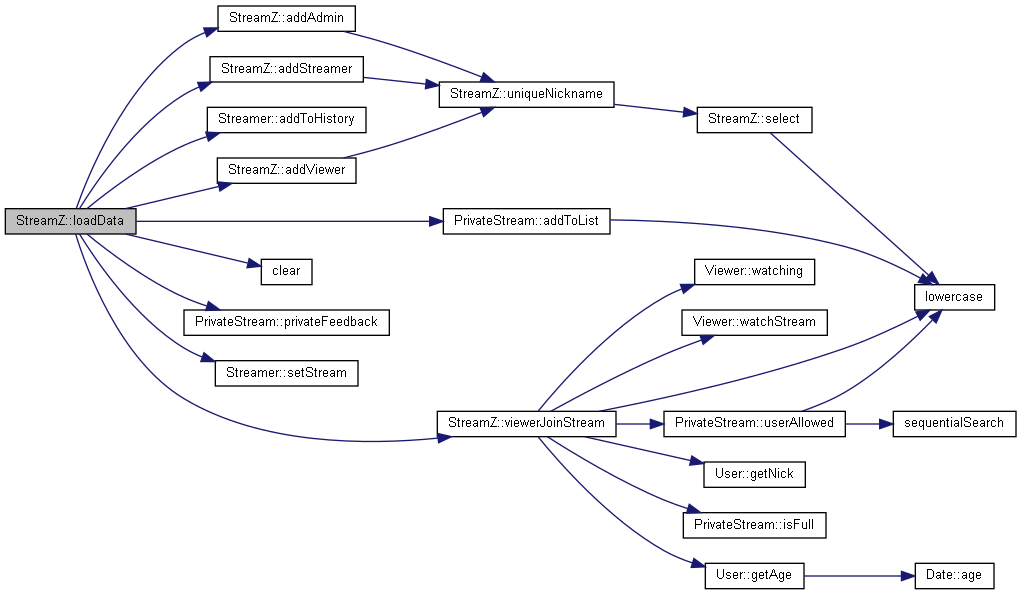 StreamZ::loadData
StreamZ::addAdmin
StreamZ::addStreamer
Streamer::addToHistory
StreamZ::addViewer
StreamZ::uniqueNickname
StreamZ::select
PrivateStream::addToList
clear
PrivateStream::privateFeedback
Streamer::setStream
StreamZ::viewerJoinStream
Viewer::watching
Viewer::watchStream
PrivateStream::userAllowed
User::getNick
PrivateStream::isFull
User::getAge
lowercase
sequentialSearch
Date::age